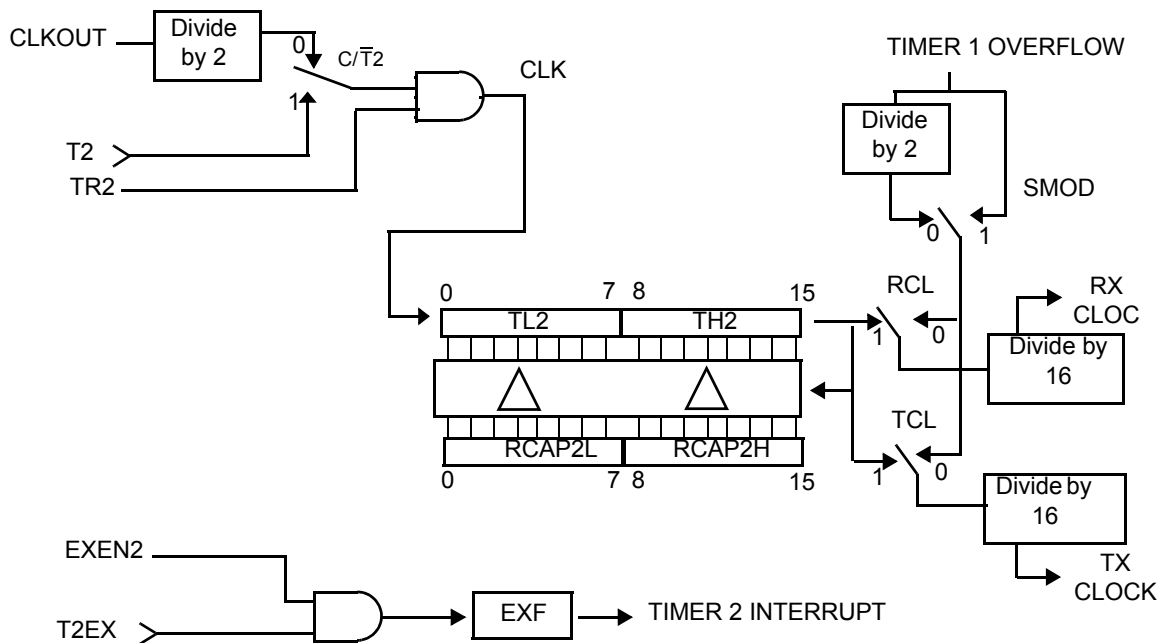 CLKOUT
Divide
by 2
0
C/T̅2
1
CLK
T2
TR2
TIMER 1 OVERFLOW
Divide
by 2
SMOD
0
1
0
7
8
15
TL2
TH2
RCL
1
0
RX
CLOC
Divide by
16
TCL
1
0
RCAP2L
RCAP2H
0
7
8
15
Divide by
16
TX
CLOCK
EXEN2
T2EX
EXF
TIMER 2 INTERRUPT